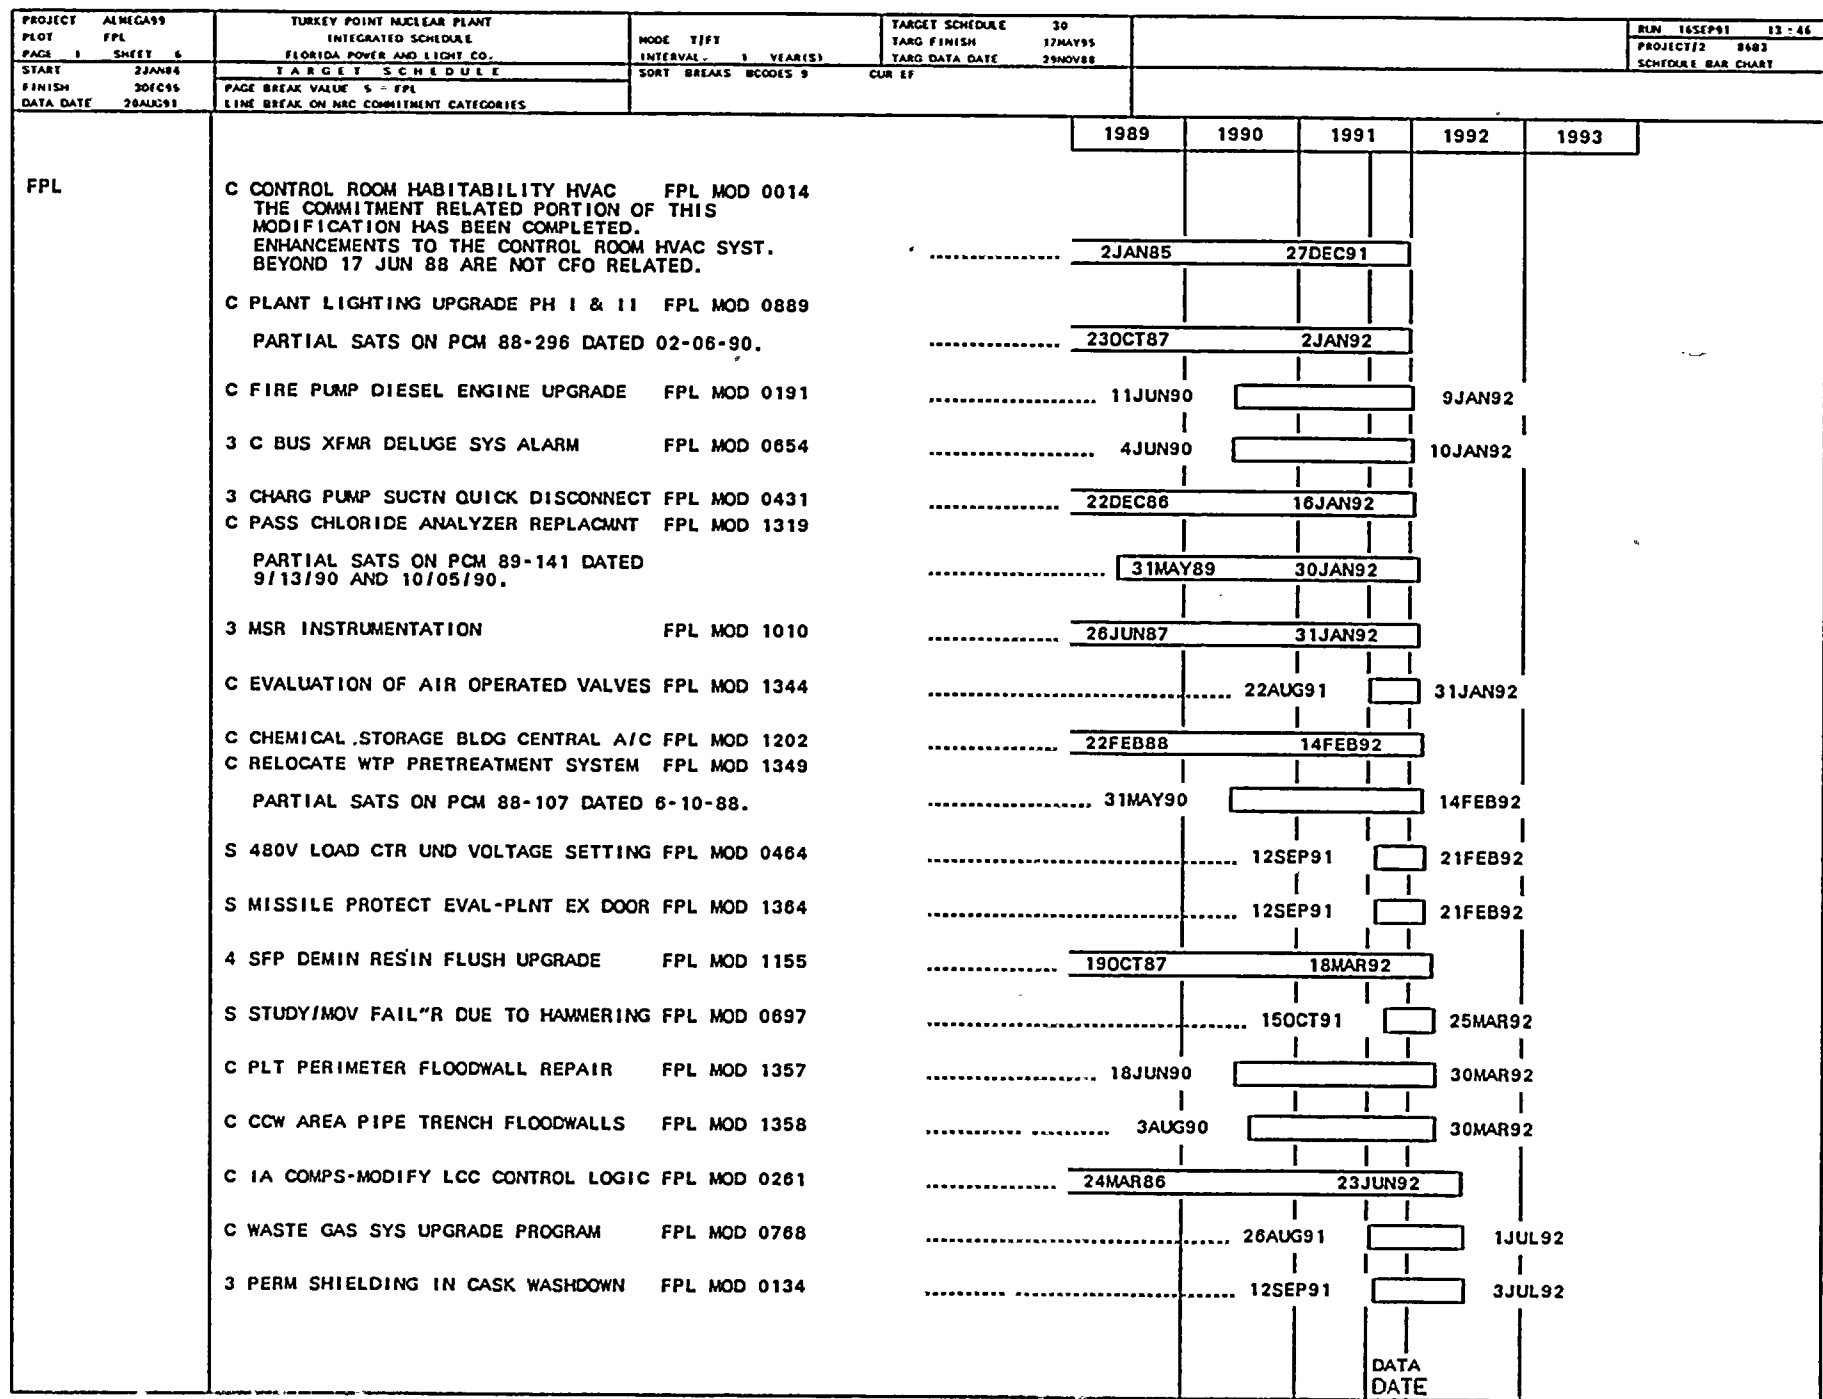 PROJECT ALMEGA99
PLOT FPL
PAGE 1 SHEET 6
START 2JAN84
FINISH 30DEC95
DATA DATE 20AUG91
TURKEY POINT NUCLEAR PLANT
INTEGRATED SCHEDULE
FLORIDA POWER AND LIGHT CO.
TARGET SCHEDULE
PAGE BREAK VALUE S = FPL
LINE BREAK ON NRC COMMITMENT CATEGORIES
MODE T/FT
INTERVAL. 1 YEAR(S)
SORT BREAKS BCODES 9 CUR EF
TARGET SCHEDULE 30
TARG FINISH 17MAY95
TARG DATA DATE 29NOV88
RUN 16SEP91 13:46
PROJECT/2 8683
SCHEDULE BAR CHART
1989 1990 1991 1992 1993
FPL
C CONTROL ROOM HABITABILITY HVAC FPL MOD 0014
THE COMMITMENT RELATED PORTION OF THIS
MODIFICATION HAS BEEN COMPLETED.
ENHANCEMENTS TO THE CONTROL ROOM HVAC SYST.
BEYOND 17 JUN 88 ARE NOT CFO RELATED.
2JAN85 27DEC91
C PLANT LIGHTING UPGRADE PH I & II FPL MOD 0889
PARTIAL SATS ON PCM 88-296 DATED 02-06-90. 23OCT87 2JAN92
C FIRE PUMP DIESEL ENGINE UPGRADE FPL MOD 0191 11JUN90 9JAN92
3 C BUS XFMR DELUGE SYS ALARM FPL MOD 0654 4JUN90 10JAN92
3 CHARG PUMP SUCTN QUICK DISCONNECT FPL MOD 0431 22DEC86 16JAN92
C PASS CHLORIDE ANALYZER REPLACMNT FPL MOD 1319
PARTIAL SATS ON PCM 89-141 DATED
9/13/90 AND 10/05/90. 31MAY89 30JAN92
3 MSR INSTRUMENTATION FPL MOD 1010 26JUN87 31JAN92
C EVALUATION OF AIR OPERATED VALVES FPL MOD 1344 22AUG91 31JAN92
C CHEMICAL.STORAGE BLDG CENTRAL A/C FPL MOD 1202 22FEB88 14FEB92
C RELOCATE WTP PRETREATMENT SYSTEM FPL MOD 1349
PARTIAL SATS ON PCM 88-107 DATED 6-10-88. 31MAY90 14FEB92
S 480V LOAD CTR UND VOLTAGE SETTING FPL MOD 0464 12SEP91 21FEB92
S MISSILE PROTECT EVAL-PLNT EX DOOR FPL MOD 1364 12SEP91 21FEB92
4 SFP DEMIN RESIN FLUSH UPGRADE FPL MOD 1155 19OCT87 18MAR92
S STUDY/MOV FAIL"R DUE TO HAMMERING FPL MOD 0697 15OCT91 25MAR92
C PLT PERIMETER FLOODWALL REPAIR FPL MOD 1357 18JUN90 30MAR92
C CCW AREA PIPE TRENCH FLOODWALLS FPL MOD 1358 3AUG90 30MAR92
C IA COMPS-MODIFY LCC CONTROL LOGIC FPL MOD 0261 24MAR86 23JUN92
C WASTE GAS SYS UPGRADE PROGRAM FPL MOD 0768 26AUG91 1JUL92
3 PERM SHIELDING IN CASK WASHDOWN FPL MOD 0134 12SEP91 3JUL92
DATA
DATE